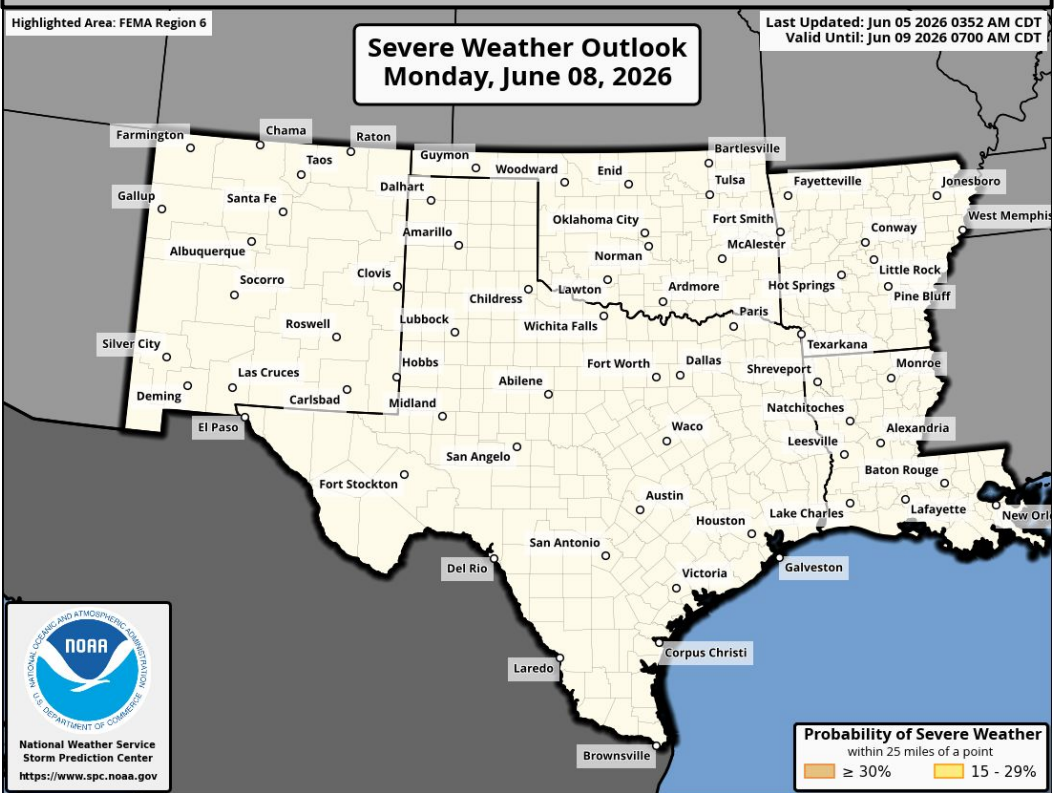 Highlighted Area: FEMA Region 6
Severe Weather Outlook
Monday, June 08, 2026
Last Updated: Jun 05 2026 0352 AM CDT
Valid Until: Jun 09 2026 0700 AM CDT
Farmington
Chama
Raton
Taos
Guymon
Woodward
Enid
Bartlesville
Tulsa
Fayetteville
Jonesboro
Gallup
Santa Fe
Dalhart
Oklahoma City
Fort Smith
West Memphis
Albuquerque
Amarillo
Norman
McAlester
Conway
Socorro
Clovis
Childress
Lawton
Ardmore
Hot Springs
Little Rock
Pine Bluff
Roswell
Lubbock
Wichita Falls
Paris
Texarkana
Silver City
Las Cruces
Hobbs
Fort Worth
Dallas
Shreveport
Monroe
Deming
Carlsbad
Midland
Abilene
Natchitoches
El Paso
Waco
Leesville
Alexandria
San Angelo
Fort Stockton
Baton Rouge
Austin
Houston
Lake Charles
Lafayette
New Orl
San Antonio
Del Rio
Victoria
Galveston
Laredo
Corpus Christi
Brownsville
NATIONAL OCEANIC AND ATMOSPHERIC ADMINISTRATION
NOAA
U.S. DEPARTMENT OF COMMERCE
National Weather Service
Storm Prediction Center
https://www.spc.noaa.gov
Probability of Severe Weather
within 25 miles of a point
≥ 30%
15 - 29%